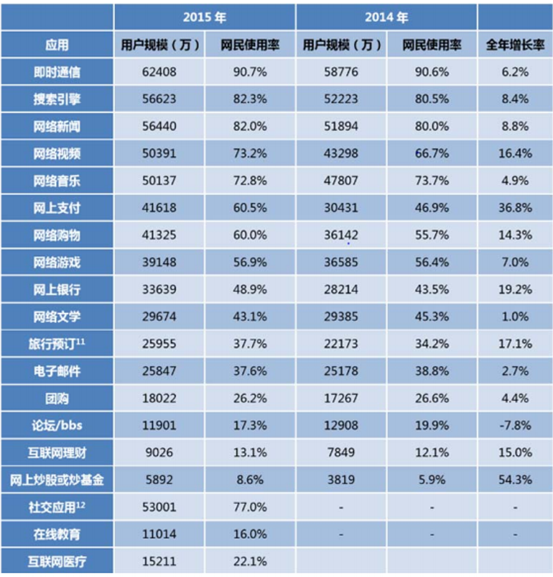 2015 年 2014 年
应用 用户规模（万） 网民使用率 用户规模（万） 网民使用率 全年增长率
即时通信 62408 90.7% 58776 90.6% 6.2%
搜索引擎 56623 82.3% 52223 80.5% 8.4%
网络新闻 56440 82.0% 51894 80.0% 8.8%
网络视频 50391 73.2% 43298 66.7% 16.4%
网络音乐 50137 72.8% 47807 73.7% 4.9%
网上支付 41618 60.5% 30431 46.9% 36.8%
网络购物 41325 60.0% 36142 55.7% 14.3%
网络游戏 39148 56.9% 36585 56.4% 7.0%
网上银行 33639 48.9% 28214 43.5% 19.2%
网络文学 29674 43.1% 29385 45.3% 1.0%
旅行预订11 25955 37.7% 22173 34.2% 17.1%
电子邮件 25847 37.6% 25178 38.8% 2.7%
团购 18022 26.2% 17267 26.6% 4.4%
论坛/bbs 11901 17.3% 12908 19.9% -7.8%
互联网理财 9026 13.1% 7849 12.1% 15.0%
网上炒股或炒基金 5892 8.6% 3819 5.9% 54.3%
社交应用12 53001 77.0% - - -
在线教育 11014 16.0% - - -
互联网医疗 15211 22.1%